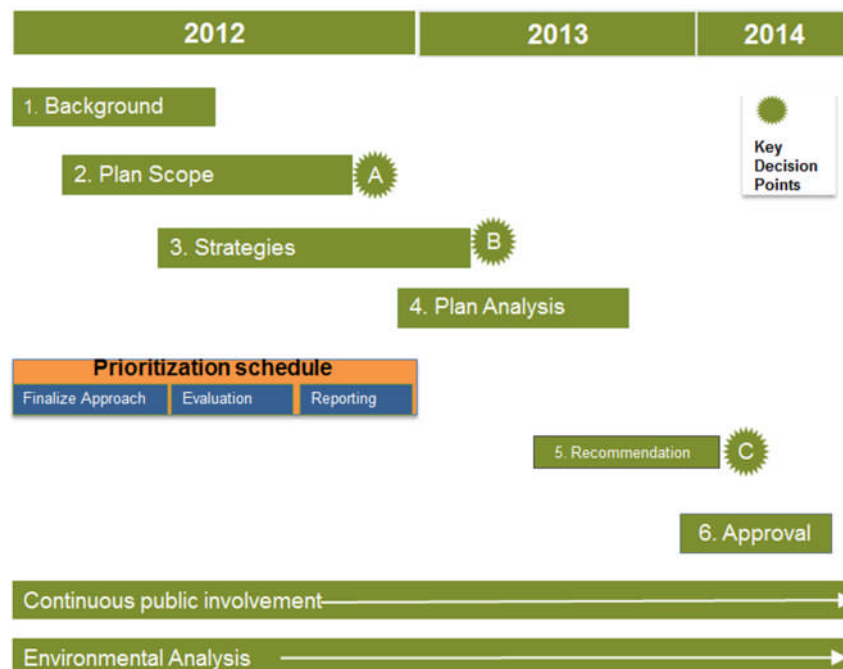 2012 2013 2014
1. Background
Key
Decision
Points
2. Plan Scope A
3. Strategies B
4. Plan Analysis
Prioritization schedule
Finalize Approach Evaluation Reporting
5. Recommendation C
6. Approval
Continuous public involvement
Environmental Analysis